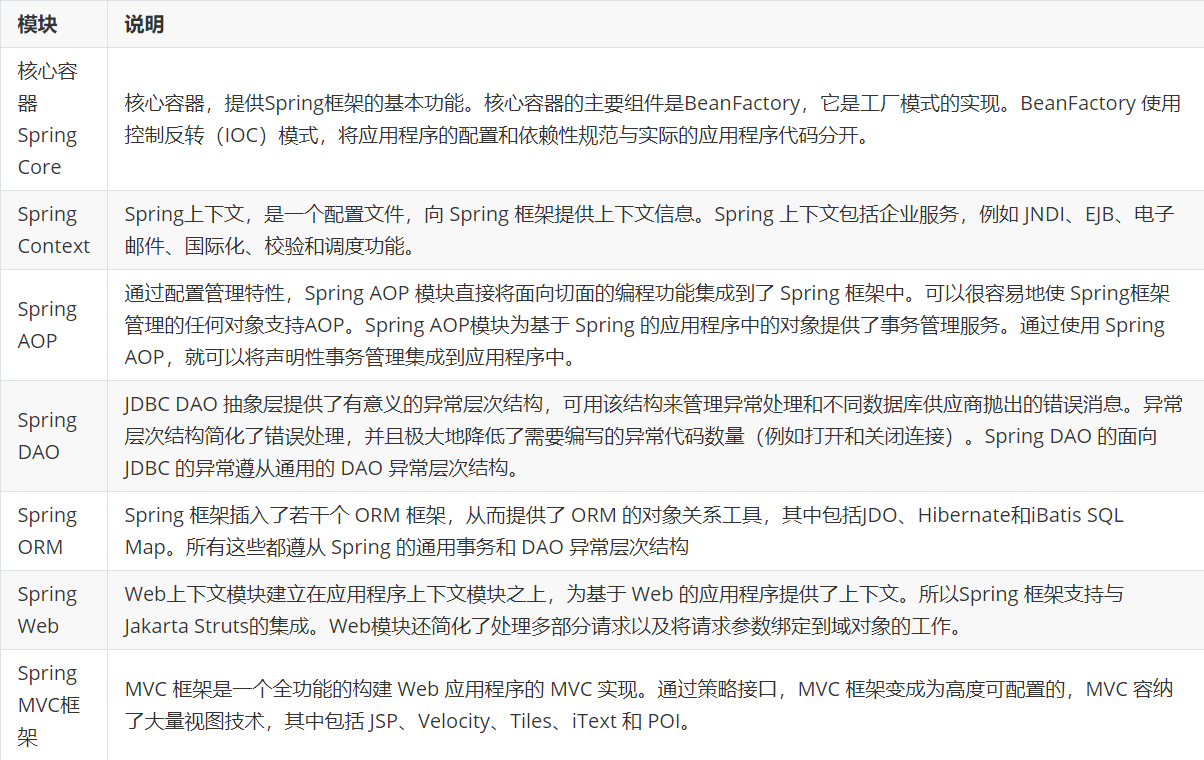 模块
说明
核心容
器
Spring
Core
核心容器，提供Spring框架的基本功能。核心容器的主要组件是BeanFactory，它是工厂模式的实现。BeanFactory 使用
控制反转（IOC）模式，将应用程序的配置和依赖性规范与实际的应用程序代码分开。
Spring
Context
Spring上下文，是一个配置文件，向 Spring 框架提供上下文信息。Spring 上下文包括企业服务，例如 JNDI、EJB、电子
邮件、国际化、校验和调度功能。
Spring
AOP
通过配置管理特性，Spring AOP 模块直接将面向切面的编程功能集成到了 Spring 框架中。可以很容易地使 Spring框架
管理的任何对象支持AOP。Spring AOP模块为基于 Spring 的应用程序中的对象提供了事务管理服务。通过使用 Spring
AOP，就可以将声明性事务管理集成到应用程序中。
Spring
DAO
JDBC DAO 抽象层提供了有意义的异常层次结构，可用该结构来管理异常处理和不同数据库供应商抛出的错误消息。异常
层次结构简化了错误处理，并且极大地降低了需要编写的异常代码数量（例如打开和关闭连接）。Spring DAO 的面向
JDBC 的异常遵从通用的 DAO 异常层次结构。
Spring
ORM
Spring 框架插入了若干个 ORM 框架，从而提供了 ORM 的对象关系工具，其中包括JDO、Hibernate和iBatis SQL
Map。所有这些都遵从 Spring 的通用事务和 DAO 异常层次结构
Spring
Web
Web上下文模块建立在应用程序上下文模块之上，为基于 Web 的应用程序提供了上下文。所以Spring 框架支持与
Jakarta Struts的集成。Web模块还简化了处理多部分请求以及将请求参数绑定到域对象的工作。
Spring
MVC框
架
MVC 框架是一个全功能的构建 Web 应用程序的 MVC 实现。通过策略接口，MVC 框架变成为高度可配置的，MVC 容纳
了大量视图技术，其中包括 JSP、Velocity、Tiles、iText 和 POI。